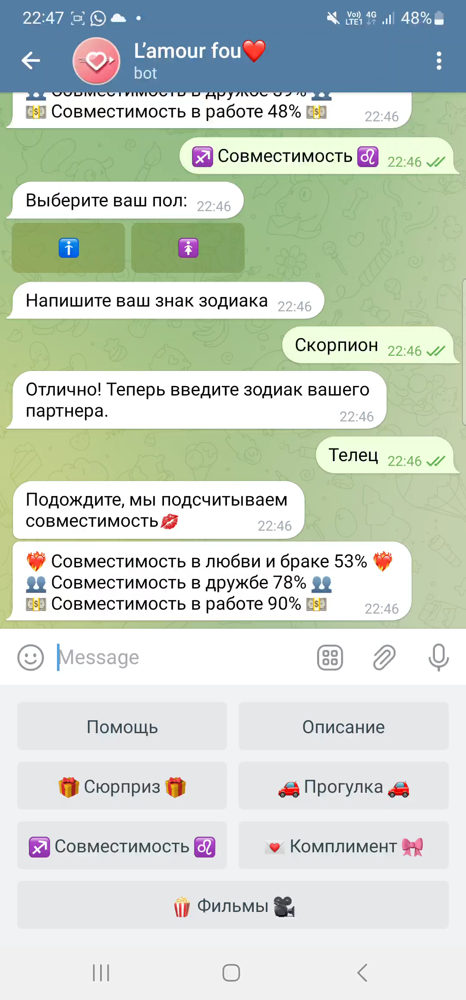 22:47
Vo)) 4G
LTE1
48%
L’amour fou❤️
bot
👥 Совместимость в дружбе 39% 👥
💵 Совместимость в работе 48% 💵 22:46
♐ Совместимость ♌ 22:46
Выберите ваш пол: 22:46
Напишите ваш знак зодиака 22:46
Скорпион 22:46
Отлично! Теперь введите зодиак вашего
партнера. 22:46
Телец 22:46
Подождите, мы подсчитываем
совместимость💋 22:46
❤️‍🔥 Совместимость в любви и браке 53% ❤️‍🔥
👥 Совместимость в дружбе 78% 👥
💵 Совместимость в работе 90% 💵 22:46
Message
Помощь
Описание
🎁 Сюрприз 🎁
🚗 Прогулка 🚗
♐ Совместимость ♌
💌 Комплимент 🎀
🍿 Фильмы 🎥